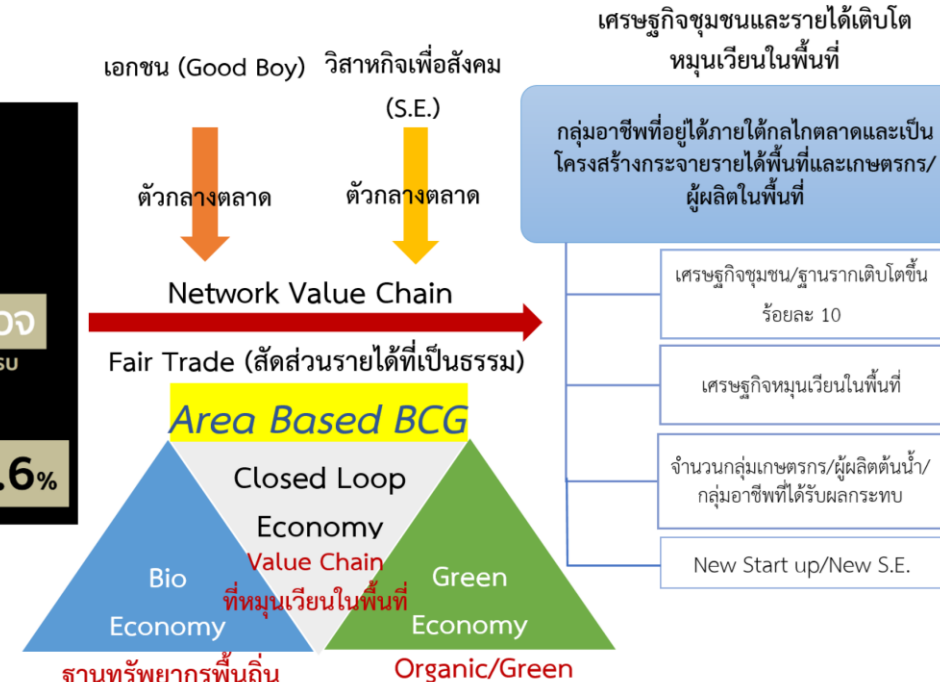 เอกชน (Good Boy)
วิสาหกิจเพื่อสังคม
(S.E.)
ตัวกลางตลาด
ตัวกลางตลาด
Network Value Chain
Fair Trade (สัดส่วนรายได้ที่เป็นธรรม)
Area Based BCG
Closed Loop
Economy
Value Chain
ที่หมุนเวียนในพื้นที่
Bio
Economy
Green
Economy
ฐานทรัพยากรพื้นถิ่น
Organic/Green
.6%
เศรษฐกิจชุมชนและรายได้เติบโต
หมุนเวียนในพื้นที่
กลุ่มอาชีพที่อยู่ได้ภายใต้กลไกตลาดและเป็น
โครงสร้างกระจายรายได้พื้นที่และเกษตรกร/
ผู้ผลิตในพื้นที่
เศรษฐกิจชุมชน/ฐานรากเติบโตขึ้น
ร้อยละ 10
เศรษฐกิจหมุนเวียนในพื้นที่
จำนวนกลุ่มเกษตรกร/ผู้ผลิตต้นน้ำ/
กลุ่มอาชีพที่ได้รับผลกระทบ
New Start up/New S.E.